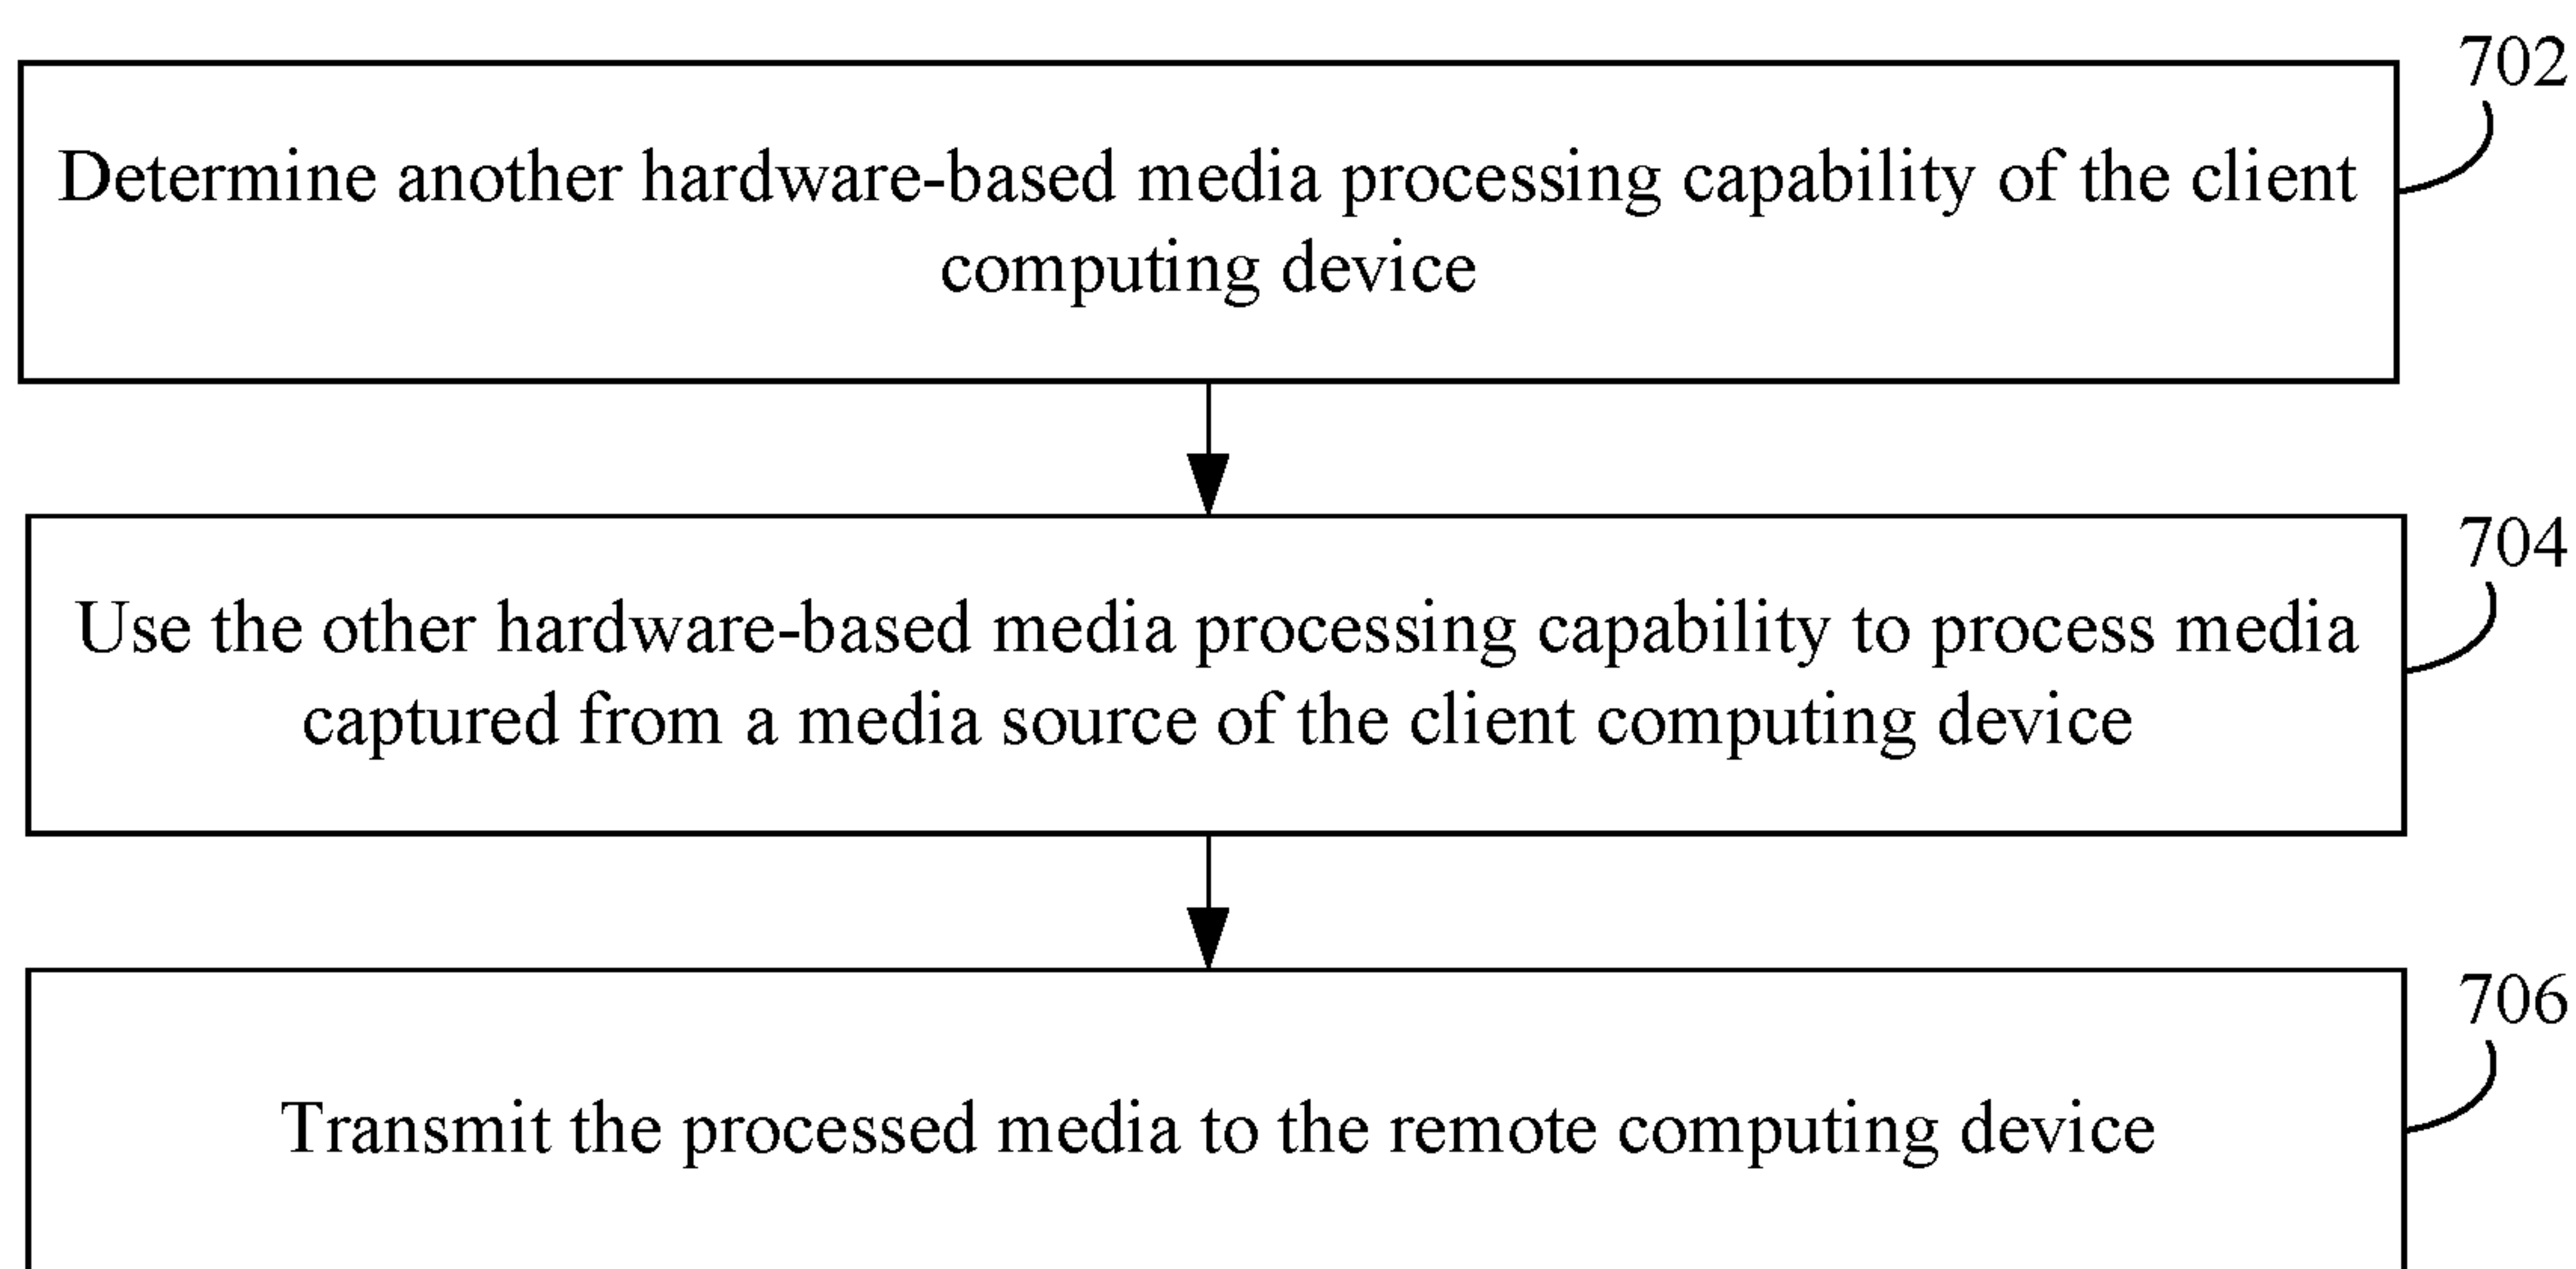 702
Determine another hardware-based media processing capability of the client
computing device
704
Use the other hardware-based media processing capability to process media
captured from a media source of the client computing device
706
Transmit the processed media to the remote computing device